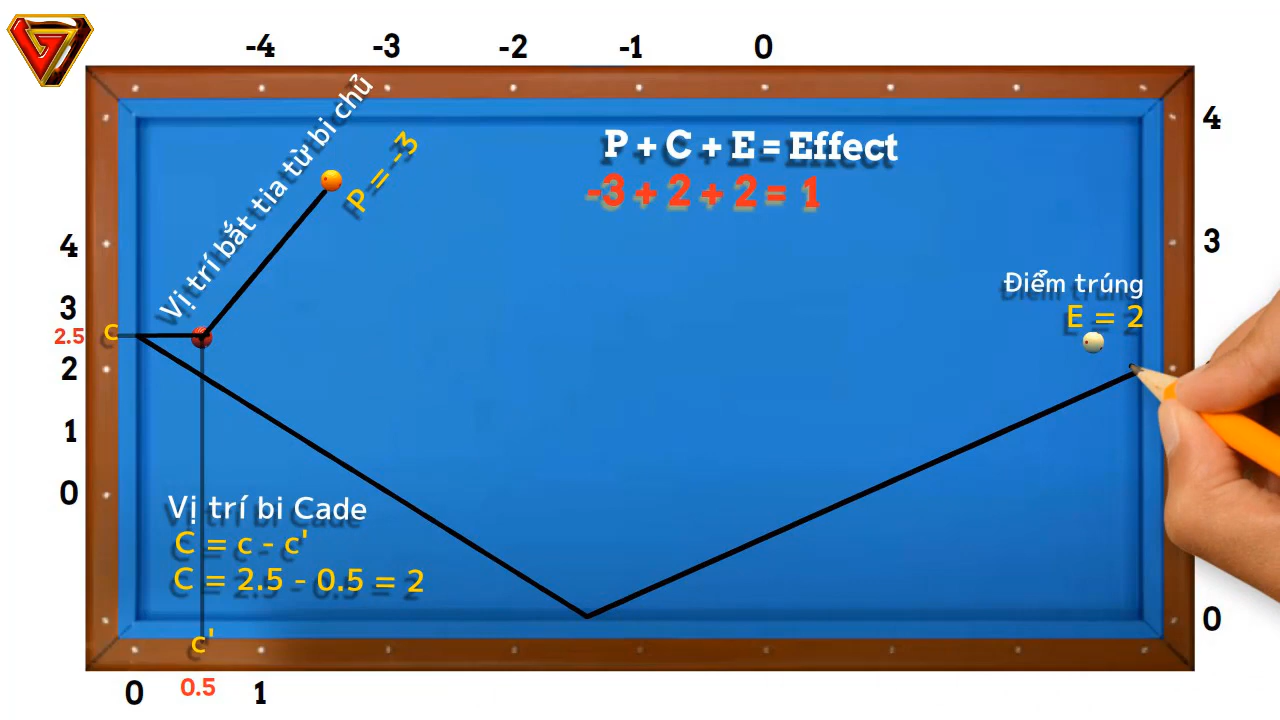 -4 -3 -2 -1 0
Vị trí bắt tia từ bi chủ
P = -3
P + C + E = Effect
-3 + 2 + 2 = 1
4
3
4
3
c
2.5
2
1
0
Điểm trúng
E = 2
Vị trí bi Cade
C = c - c'
C = 2.5 - 0.5 = 2
c'
0
0 0.5 1